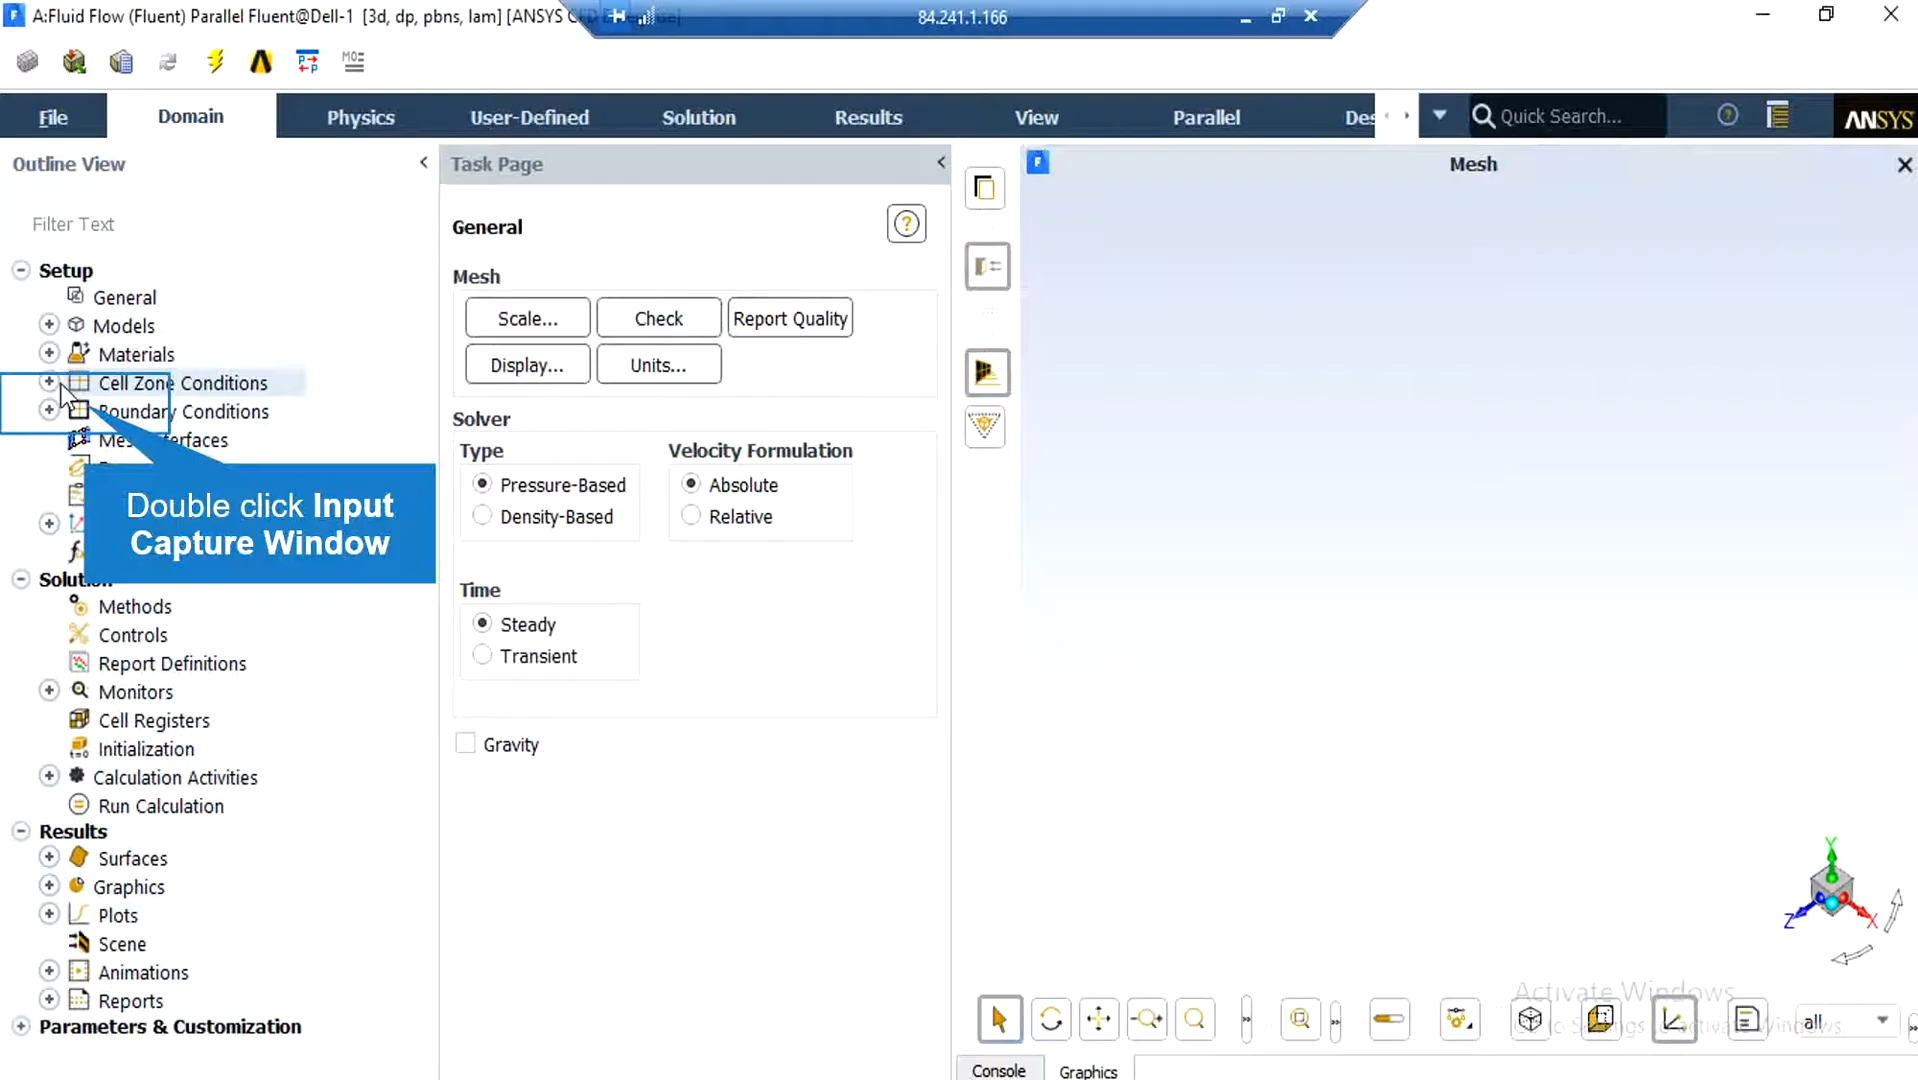 A:Fluid Flow (Fluent) Parallel Fluent@Dell-1 [3d, dp, pbns, lam] [ANSYS
84.241.1.166
File
Domain
Physics
User-Defined
Solution
Results
View
Parallel
Des
Quick Search...
ANSYS
Outline View
Task Page
Mesh
Filter Text
General
Setup
General
Models
Materials
Cell Zone Conditions
Boundary Conditions
Double click Input
Capture Window
Methods
Controls
Report Definitions
Monitors
Cell Registers
Initialization
Calculation Activities
Run Calculation
Results
Surfaces
Graphics
Plots
Scene
Animations
Reports
Parameters & Customization
Mesh
Scale...
Check
Report Quality
Display...
Units...
Solver
Type
Velocity Formulation
Pressure-Based
Absolute
Density-Based
Relative
Time
Steady
Transient
Gravity
Y
Z
X
Activate Windows
all
Console
Graphics